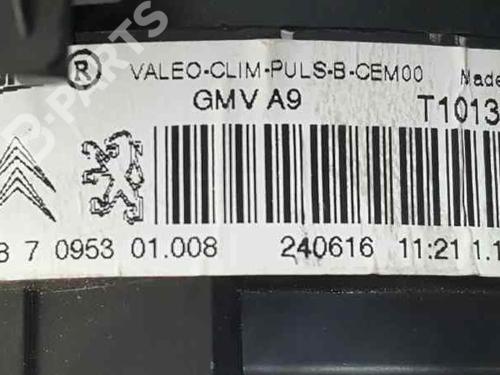 ® VALEO-CLIM-PULS-B-CEM00 Made
GMV A9 T1013
8 7 0953 01.008 240616 11:21 1.1
B-PARTS